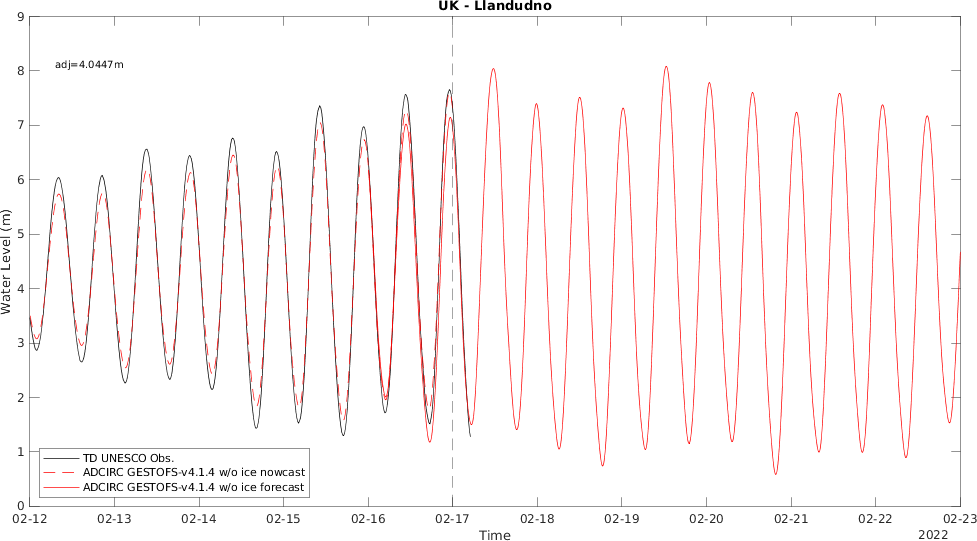 UK - Llandudno
9
8
7
6
5
4
3
2
1
0
Water Level (m)
adj=4.0447m
TD UNESCO Obs.
ADCIRC GESTOFS-v4.1.4 w/o ice nowcast
ADCIRC GESTOFS-v4.1.4 w/o ice forecast
02-12 02-13 02-14 02-15 02-16 02-17 02-18 02-19 02-20 02-21 02-22 02-23
Time
2022